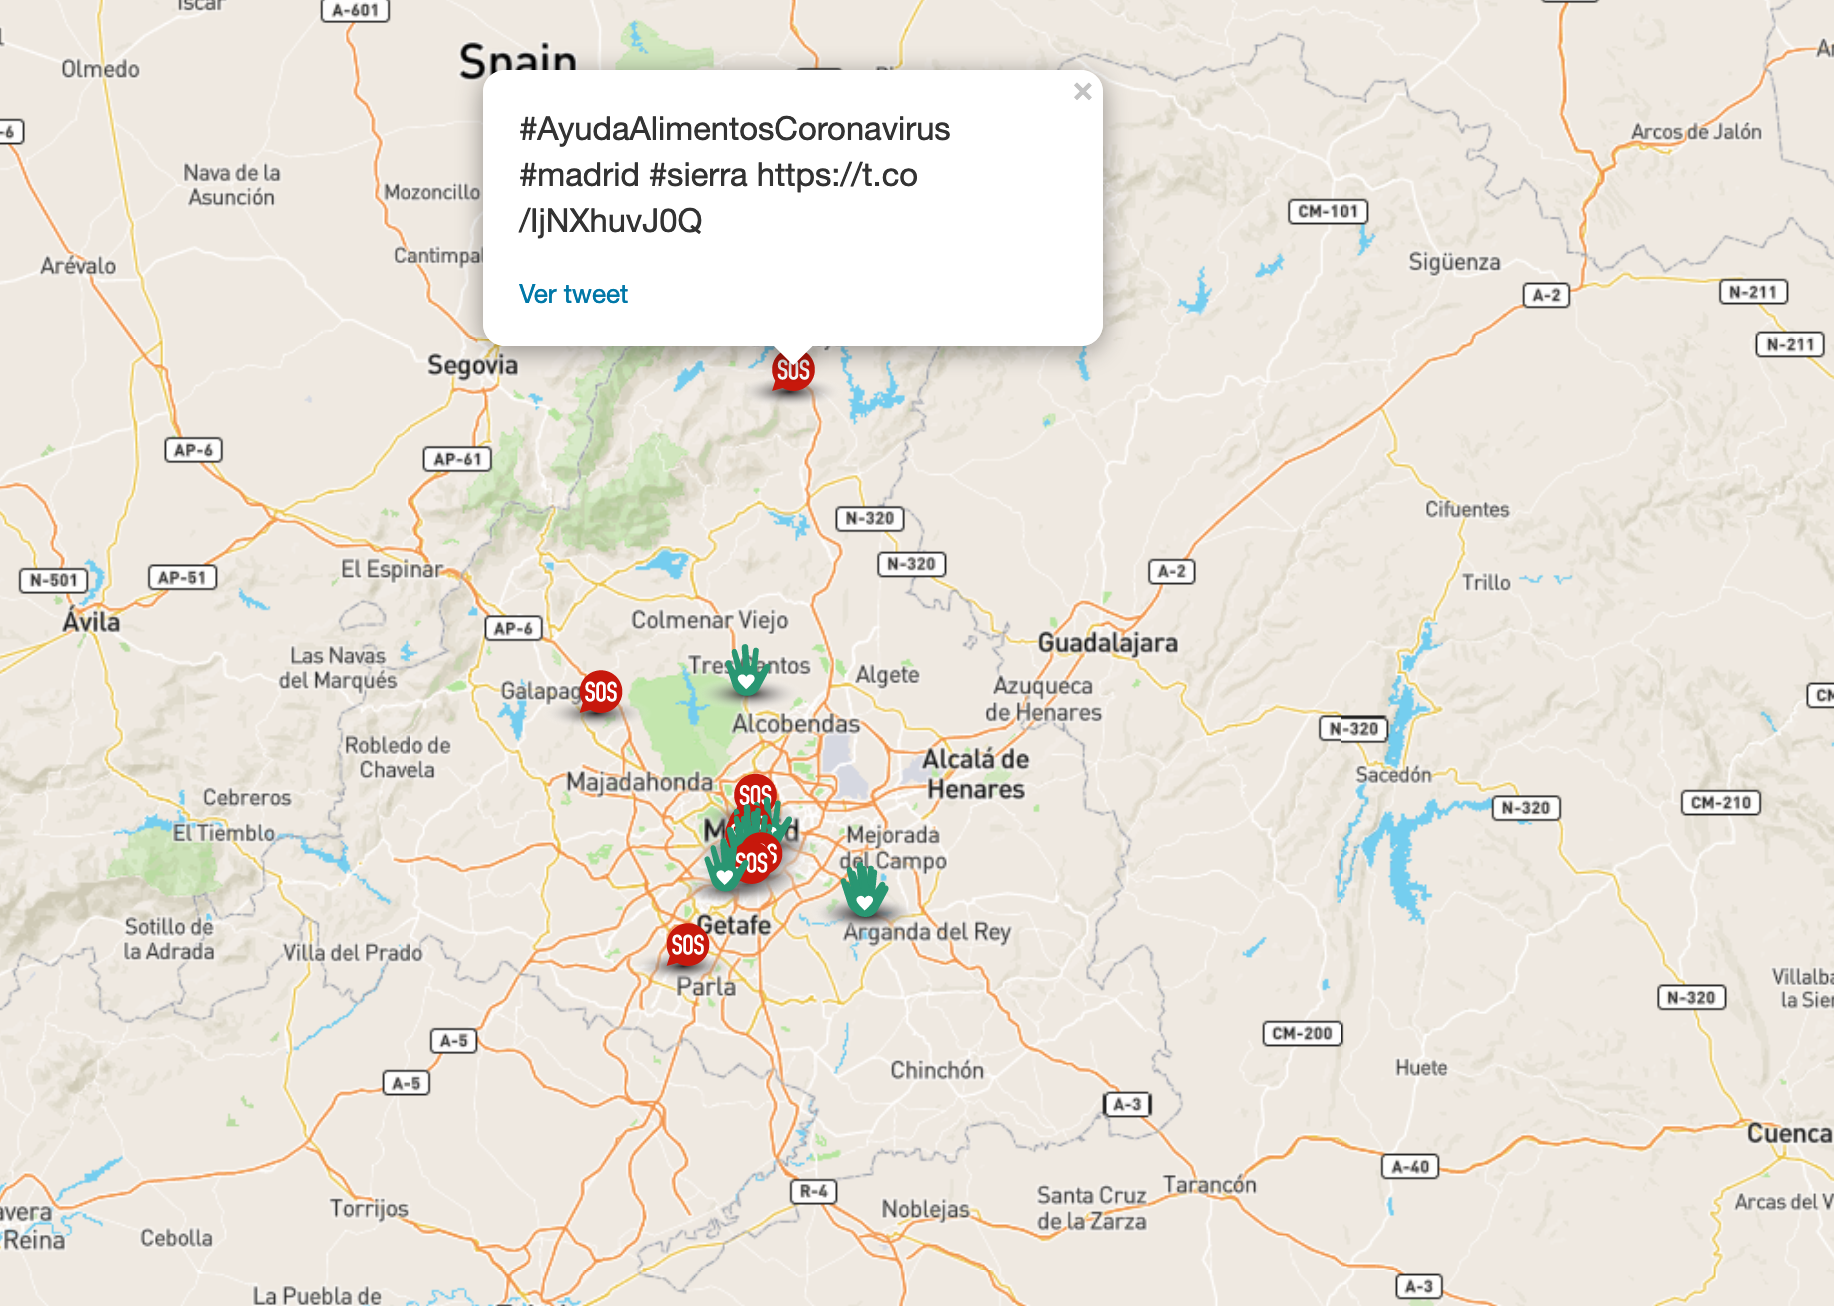 A-601
Olmedo
Spain
-6
#AyudaAlimentosCoronavirus
#madrid #sierra https://t.co
/IjNXhuvJ0Q
Ver tweet
×
Arcos de Jalón
Nava de la
Asunción
Mozoncillo
CM-101
Cantimpal
Arévalo
Sigüenza
A-2
N-211
N-211
Segovia
SOS
AP-6
AP-61
N-320
Cifuentes
N-320
A-2
El Espinar
N-501
AP-51
Trillo
Ávila
AP-6
Colmenar Viejo
Guadalajara
Las Navas
del Marqués
Tres Cantos
Algete
Galapag
SOS
Azuqueca
de Henares
CM
Alcobendas
N-320
Robledo de
Chavela
Alcalá de
Henares
Majadahonda
Sacedón
Cebreros
SOS
N-320
CM-210
El Tiemblo
Madrid
Mejorada
del Campo
SOS
S
Sotillo de
la Adrada
Getafe
Arganda del Rey
Villa del Prado
SOS
Parla
Villalba
la Sier
N-320
A-5
CM-200
Chinchón
Huete
A-5
A-3
Cuenca
A-40
Tarancón
R-4
Santa Cruz
de la Zarza
Torrijos
Noblejas
Arcas del V
avera
Reina
Cebolla
A-3
La Puebla de